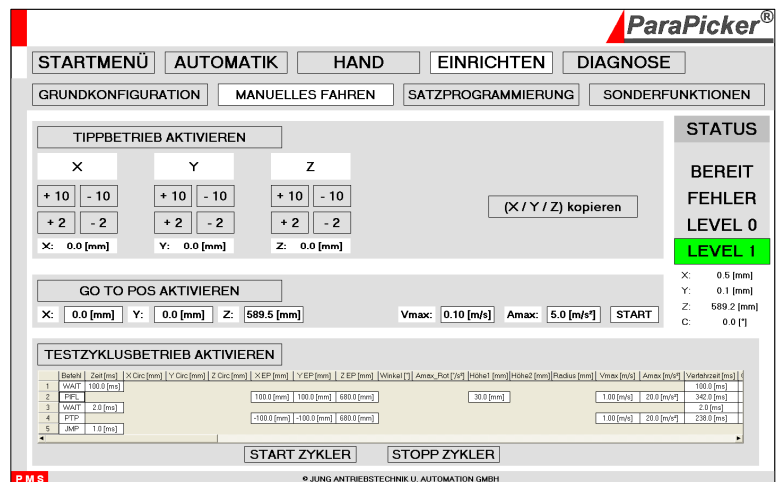 ParaPicker®
STARTMENÜ AUTOMATIK HAND EINRICHTEN DIAGNOSE
GRUNDKONFIGURATION MANUELLES FAHREN SATZPROGRAMMIERUNG SONDERFUNKTIONEN
TIPPBETRIEB AKTIVIEREN
X Y Z
+ 10 - 10 + 10 - 10 + 10 - 10
+ 2 - 2 + 2 - 2 + 2 - 2
X: 0.0 [mm] Y: 0.0 [mm] Z: 0.0 [mm]
(X / Y / Z) kopieren
STATUS
BEREIT
FEHLER
LEVEL 0
LEVEL 1
X: 0.5 [mm]
Y: 0.1 [mm]
Z: 589.2 [mm]
C: 0.0 [°]
GO TO POS AKTIVIEREN
X: 0.0 [mm] Y: 0.0 [mm] Z: 589.5 [mm] Vmax: 0.10 [m/s] Amax: 5.0 [m/s²] START
TESTZYKLUSBETRIEB AKTIVIEREN
Befehl Zeit [ms] X Circ [mm] Y Circ [mm] Z Circ [mm] X EP [mm] Y EP [mm] Z EP [mm] Winkel [°] Amax_Rot [°/s²] Höhe1 [mm] Höhe2 [mm] Radius [mm] Vmax [m/s] Amax [m/s²] Verfahrzeit [ms]
1 WAIT 100.0 [ms] 100.0 [ms]
2 PIFL 100.0 [mm] 100.0 [mm] 680.0 [mm] 30.0 [mm] 1.00 [m/s] 20.0 [m/s²] 342.0 [ms]
3 WAIT 2.0 [ms] 2.0 [ms]
4 PTP -100.0 [mm] -100.0 [mm] 680.0 [mm] 1.00 [m/s] 20.0 [m/s²] 238.0 [ms]
5 JMP 1.0 [ms]
START ZYKLER STOPP ZYKLER
P M S © JUNG ANTRIEBSTECHNIK U. AUTOMATION GMBH